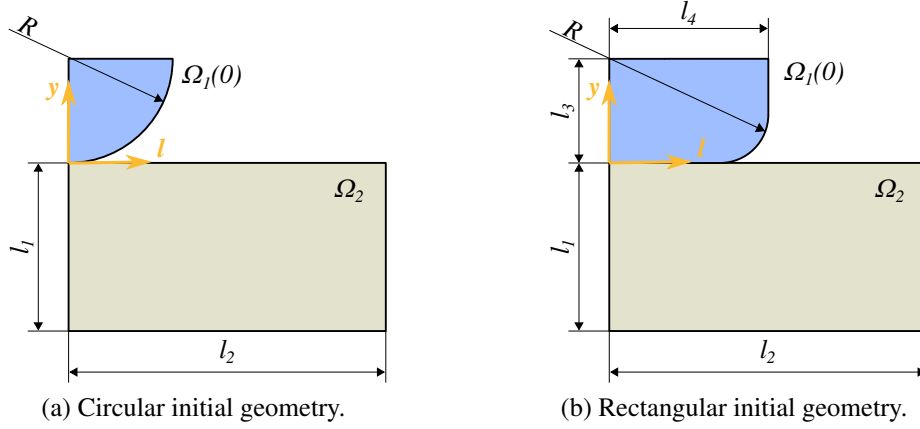 R
Ω₁(0)
y
l
Ω₂
l₁
l₂
(a) Circular initial geometry.
R
l₄
Ω₁(0)
y
l₃
l
Ω₂
l₁
l₂
(b) Rectangular initial geometry.